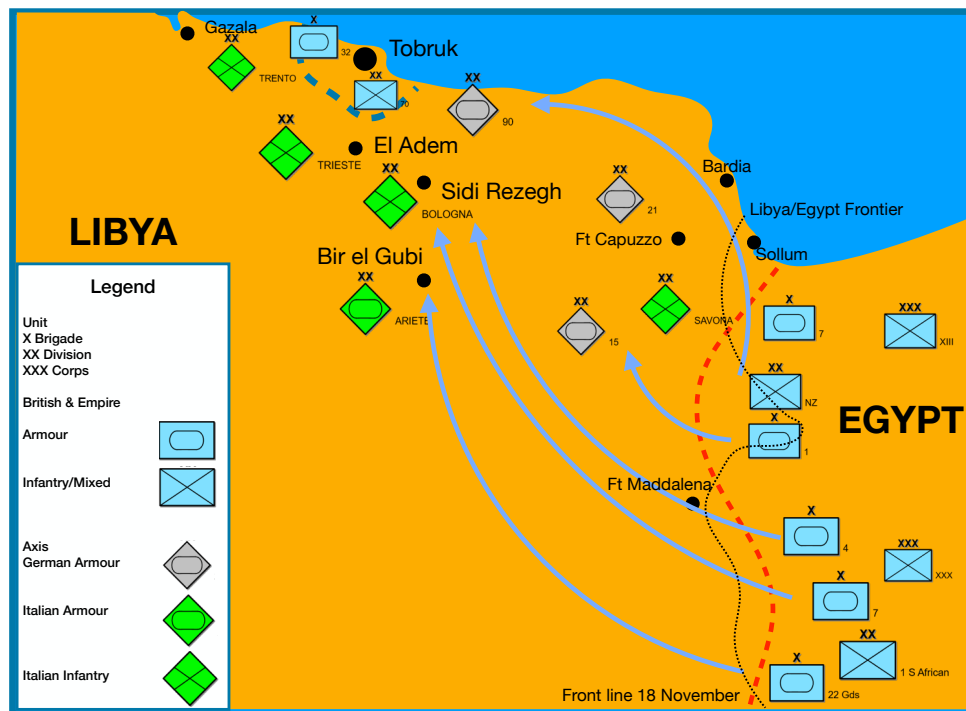 Gazala
XX
TRENTO
X
32
Tobruk
XX
70
XX
90
XX
TRIESTE
El Adem
XX
BOLOGNA
Sidi Rezegh
XX
21
Bardia
Libya/Egypt Frontier
Ft Capuzzo
Sollum
LIBYA
Bir el Gubi
XX
ARIETE
XX
15
XX
SAVONA
X
7
XXX
XIII
XX
NZ
X
1
EGYPT
Ft Maddalena
X
4
XXX
XXX
X
7
XX
1 S African
X
22 Gds
Front line 18 November
Legend
Unit
X Brigade
XX Division
XXX Corps
British & Empire
Armour
Infantry/Mixed
Axis
German Armour
Italian Armour
Italian Infantry